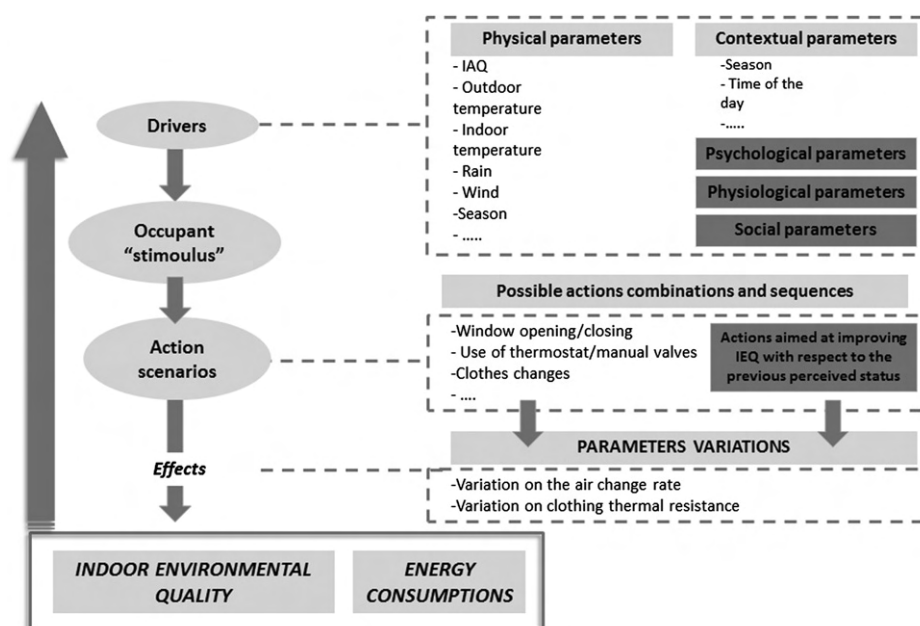 Drivers
Occupant
“stimoulus”
Action
scenarios
Effects
INDOOR ENVIRONMENTAL
QUALITY
ENERGY
CONSUMPTIONS
Physical parameters
- IAQ
- Outdoor
temperature
- Indoor
temperature
- Rain
- Wind
-Season
- .....
Contextual parameters
-Season
- Time of the
day
-.....
Psychological parameters
Physiological parameters
Social parameters
Possible actions combinations and sequences
-Window opening/closing
- Use of thermostat/manual valves
-Clothes changes
- ....
Actions aimed at improving
IEQ with respect to the
previous perceived status
PARAMETERS VARIATIONS
-Variation on the air change rate
-Variation on clothing thermal resistance